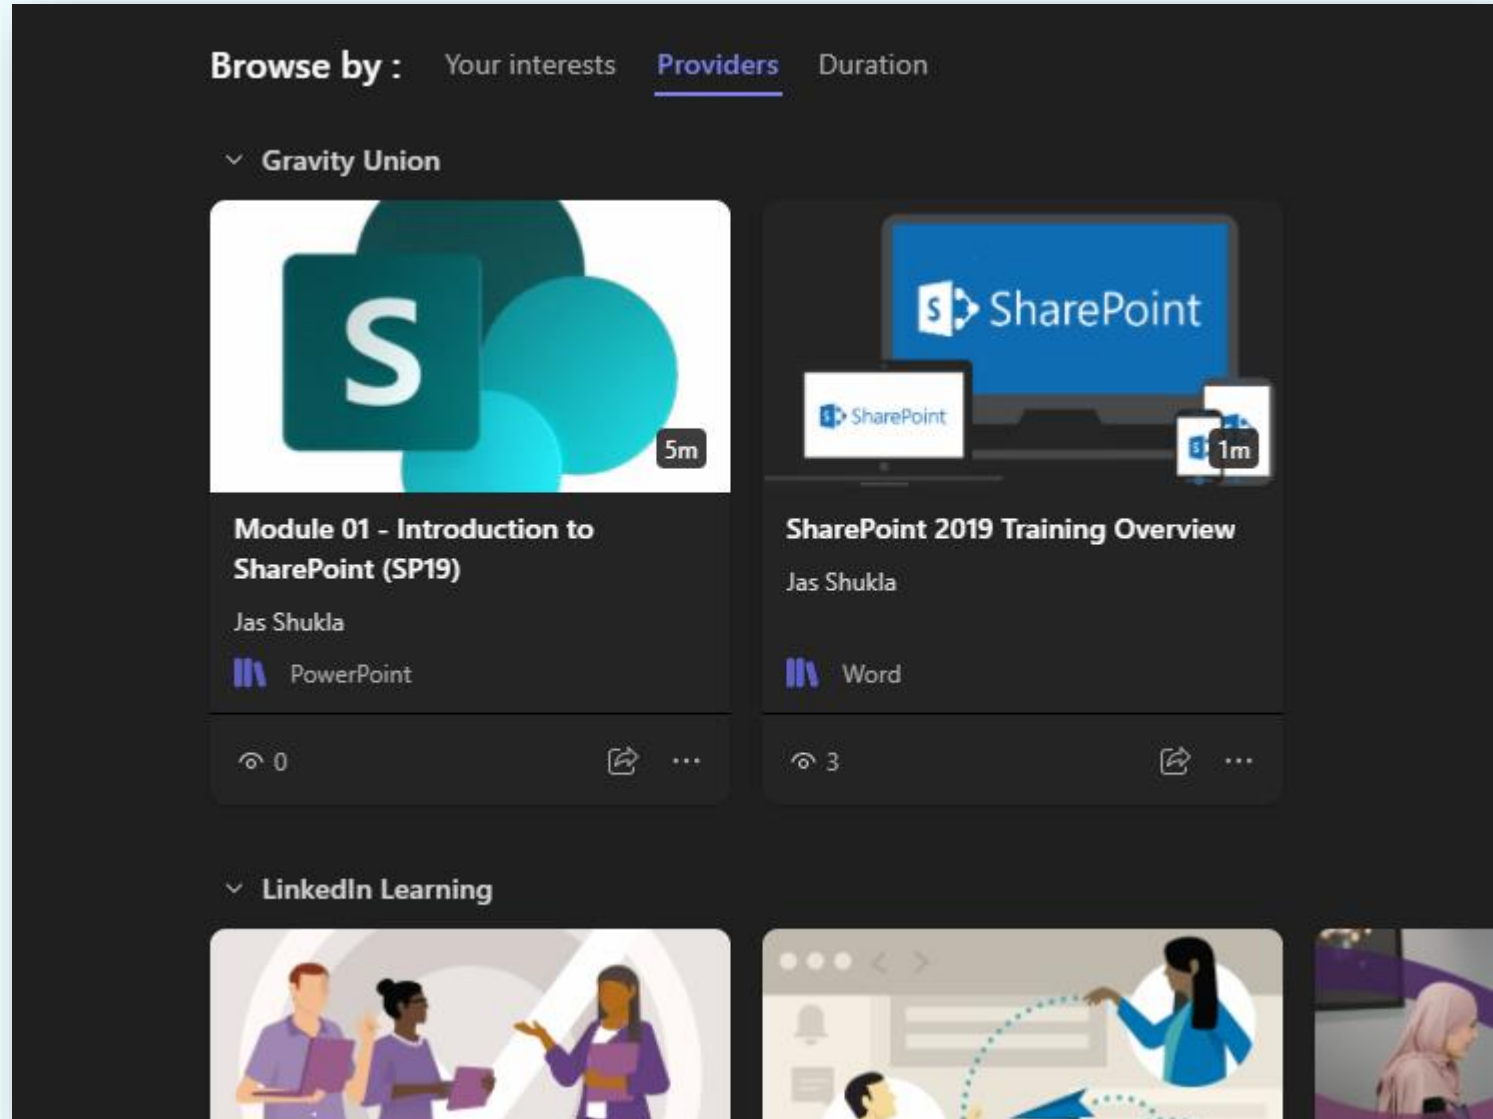 Browse by : Your interests Providers Duration
Gravity Union
S
5m
Module 01 - Introduction to
SharePoint (SP19)
Jas Shukla
PowerPoint
0
S SharePoint
S SharePoint
S
1m
SharePoint 2019 Training Overview
Jas Shukla
Word
3
LinkedIn Learning